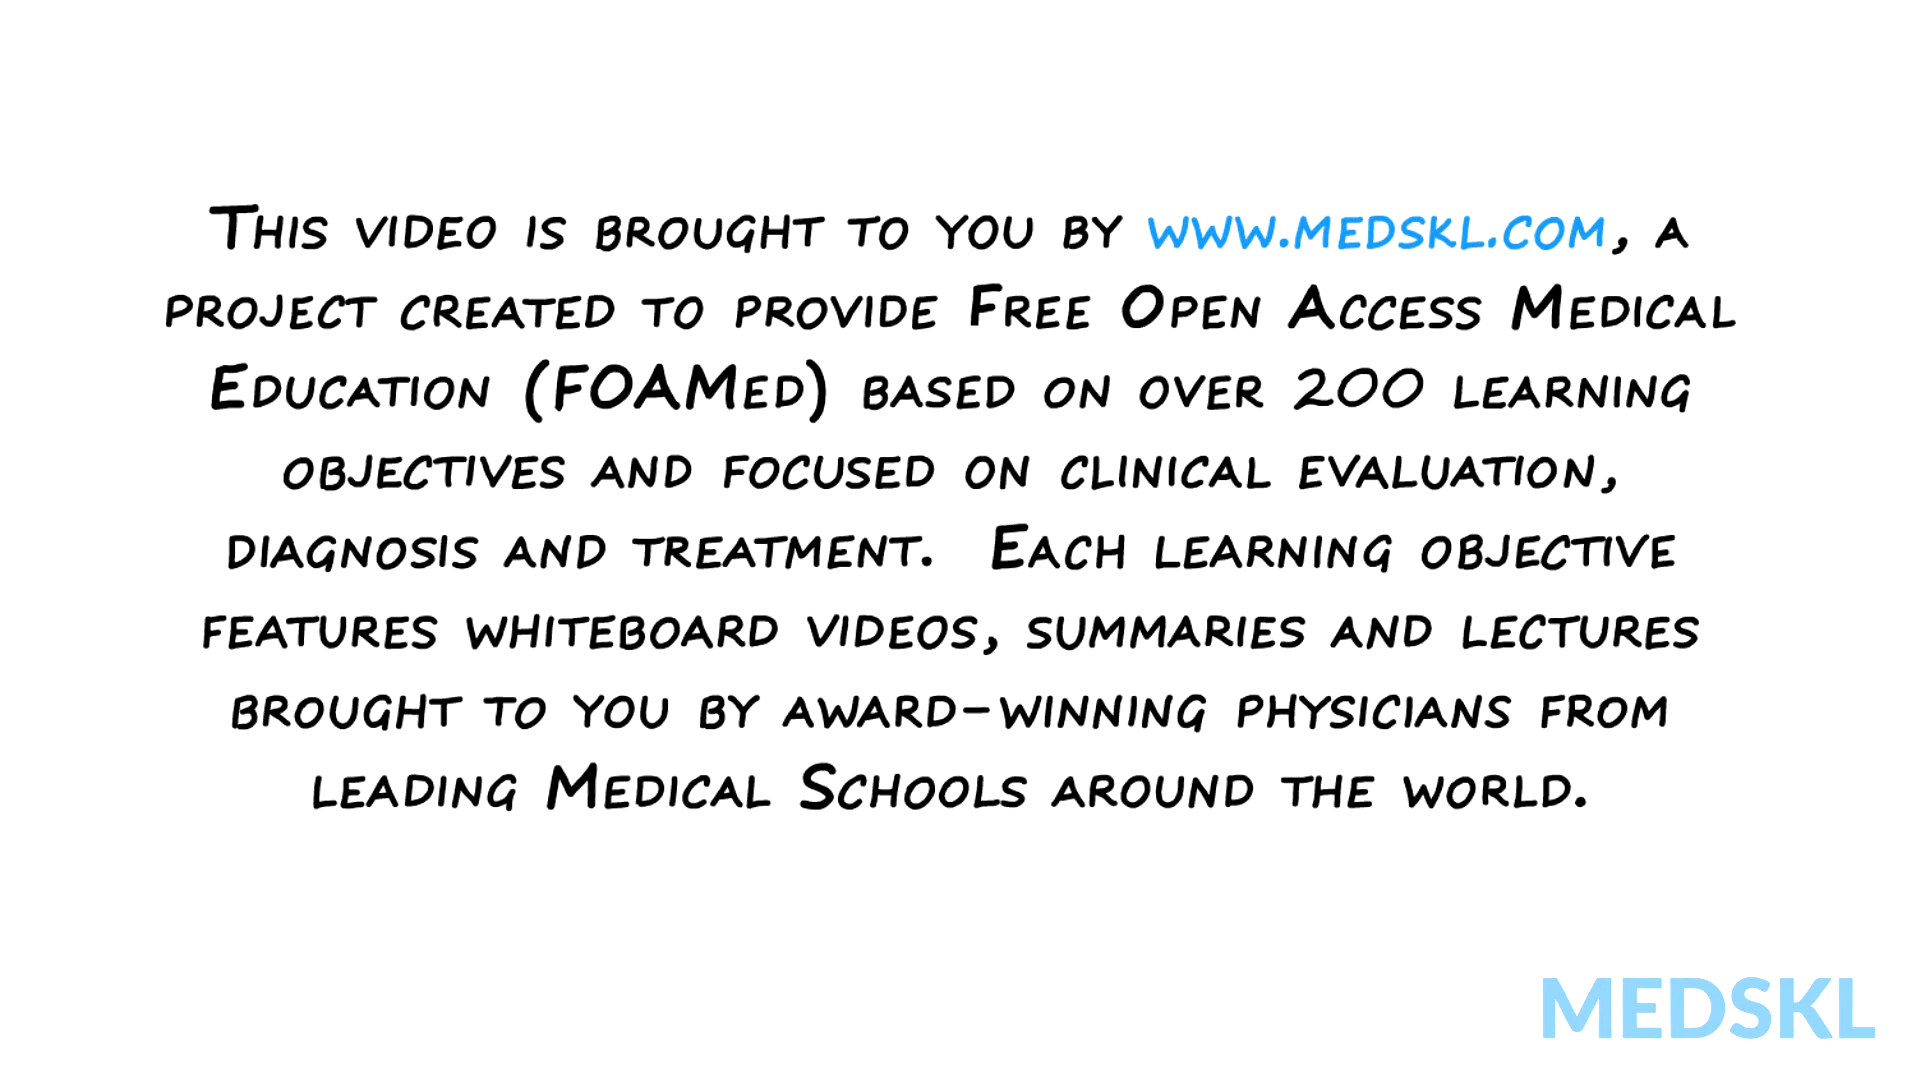 This video is brought to you by www.medskl.com, a
project created to provide Free Open Access Medical
Education (FOAMed) based on over 200 learning
objectives and focused on clinical evaluation,
diagnosis and treatment.  Each learning objective
features whiteboard videos, summaries and lectures
brought to you by award-winning physicians from
leading Medical Schools around the world.
MEDSKL